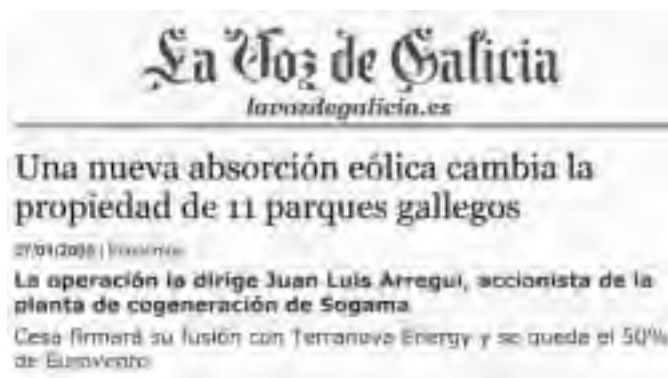 La Voz de Galicia
lavozdegalicia.es
Una nueva absorción eólica cambia la
propiedad de 11 parques gallegos
La operación la dirige Juan Luis Arregui, accionista de la
planta de cogeneración de Sogama
Cesa firmará su fusión con Terranova Energy y se queda el 50%
de Eurovento